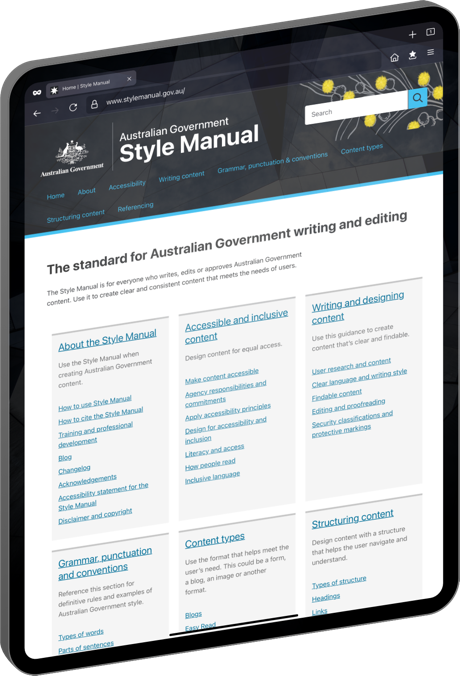 Home | Style Manual
www.stylemanual.gov.au/
Search
Australian Government
Australian Government
Style Manual
Home About Accessibility Writing content Grammar, punctuation & conventions Content types
Structuring content Referencing
The standard for Australian Government writing and editing
The Style Manual is for everyone who writes, edits or approves Australian Government
content. Use it to create clear and consistent content that meets the needs of users.
About the Style Manual
Use the Style Manual when
creating Australian Government
content.
How to use Style Manual
How to cite the Style Manual
Training and professional
development
Blog
Changelog
Acknowledgements
Accessibility statement for the
Style Manual
Disclaimer and copyright
Accessible and inclusive
content
Design content for equal access.
Make content accessible
Agency responsibilities and
commitments
Apply accessibility principles
Design for accessibility and
inclusion
Literacy and access
How people read
Inclusive language
Writing and designing
content
Use this guidance to create
content that's clear and findable.
User research and content
Clear language and writing style
Findable content
Editing and proofreading
Security classifications and
protective markings
Grammar, punctuation
and conventions
Reference this section for
definitive rules and examples of
Australian Government style.
Types of words
Parts of sentences
Content types
Use the format that helps meet the
user's need. This could be a form,
a blog, an image or another
format.
Blogs
Easy Read
Structuring content
Design content with a structure
that helps the user navigate and
understand.
Types of structure
Headings
Links